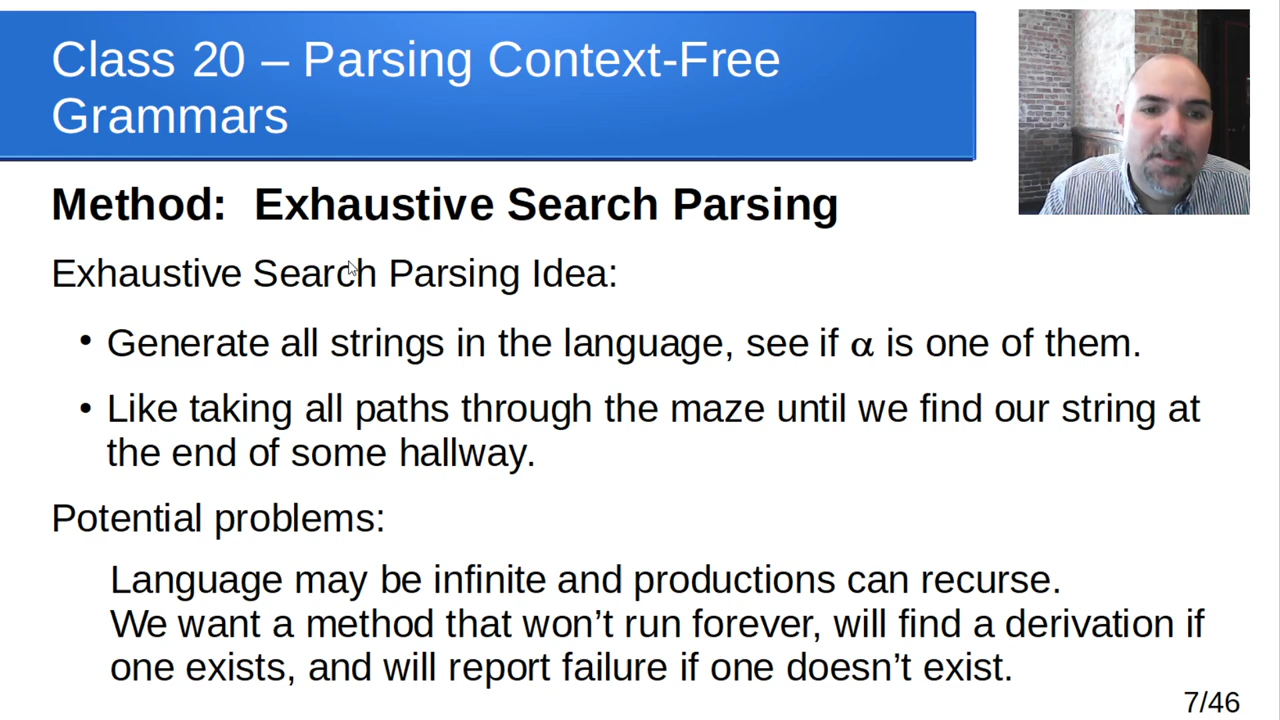 Class 20 – Parsing Context-Free
Grammars
Method: Exhaustive Search Parsing
Exhaustive Search Parsing Idea:
• Generate all strings in the language, see if α is one of them.
• Like taking all paths through the maze until we find our string at
the end of some hallway.
Potential problems:
Language may be infinite and productions can recurse.
We want a method that won’t run forever, will find a derivation if
one exists, and will report failure if one doesn’t exist.
7/46